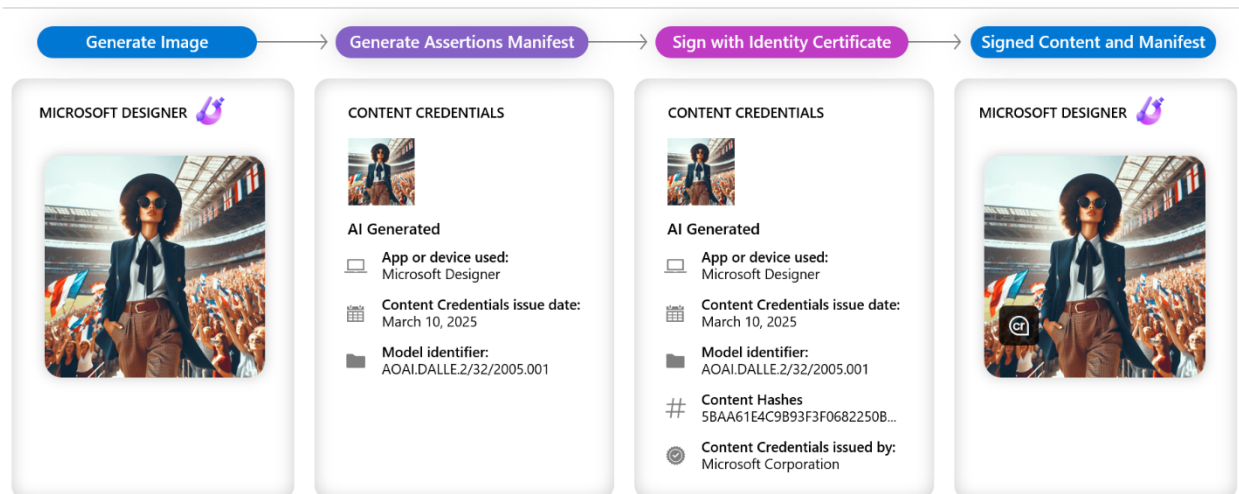 Generate Image
Generate Assertions Manifest
Sign with Identity Certificate
Signed Content and Manifest
MICROSOFT DESIGNER
CONTENT CREDENTIALS
AI Generated
App or device used:
Microsoft Designer
Content Credentials issue date:
March 10, 2025
Model identifier:
AOAI.DALLE.2/32/2005.001
CONTENT CREDENTIALS
AI Generated
App or device used:
Microsoft Designer
Content Credentials issue date:
March 10, 2025
Model identifier:
AOAI.DALLE.2/32/2005.001
Content Hashes
5BAA61E4C9B93F3F0682250B...
Content Credentials issued by:
Microsoft Corporation
MICROSOFT DESIGNER
cr